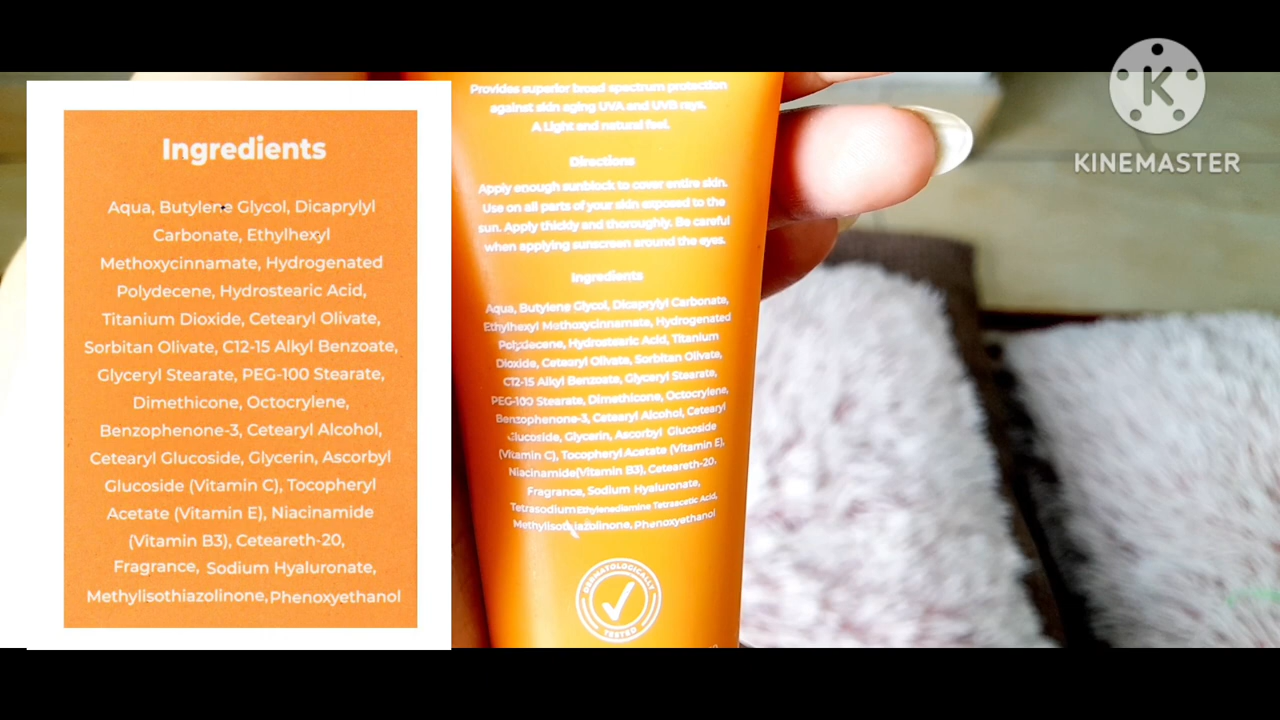 Ingredients
Aqua, Butylene Glycol, Dicaprylyl
Carbonate, Ethylhexyl
Methoxycinnamate, Hydrogenated
Polydecene, Hydrostearic Acid,
Titanium Dioxide, Cetearyl Olivate,
Sorbitan Olivate, C12-15 Alkyl Benzoate,
Glyceryl Stearate, PEG-100 Stearate,
Dimethicone, Octocrylene,
Benzophenone-3, Cetearyl Alcohol,
Cetearyl Glucoside, Glycerin, Ascorbyl
Glucoside (Vitamin C), Tocopheryl
Acetate (Vitamin E), Niacinamide
(Vitamin B3), Ceteareth-20,
Fragrance, Sodium Hyaluronate,
Methylisothiazolinone, Phenoxyethanol
Provides superior broad spectrum protection
against skin aging UVA and UVB rays.
A Light and natural feel.
Directions
Apply enough sunblock to cover entire skin.
Use on all parts of your skin exposed to the
sun. Apply thickly and thoroughly. Be careful
when applying sunscreen around the eyes.
Ingredients
Aqua, Butylene Glycol, Dicaprylyl Carbonate,
Ethylhexyl Methoxycinnamate, Hydrogenated
Polydecene, Hydrostearic Acid, Titanium
Dioxide, Cetearyl Olivate, Sorbitan Olivate,
C12-15 Alkyl Benzoate, Glyceryl Stearate,
PEG-100 Stearate, Dimethicone, Octocrylene,
Benzophenone-3, Cetearyl Alcohol, Cetearyl
Glucoside, Glycerin, Ascorbyl Glucoside
(Vitamin C), Tocopheryl Acetate (Vitamin E),
Niacinamide(Vitamin B3), Ceteareth-20,
Fragrance, Sodium Hyaluronate,
Tetrasodium Ethylenediamine Tetraacetic Acid,
Methylisothiazolinone, Phenoxyethanol
DERMATOLOGICALLY
TESTED
K
KINEMASTER